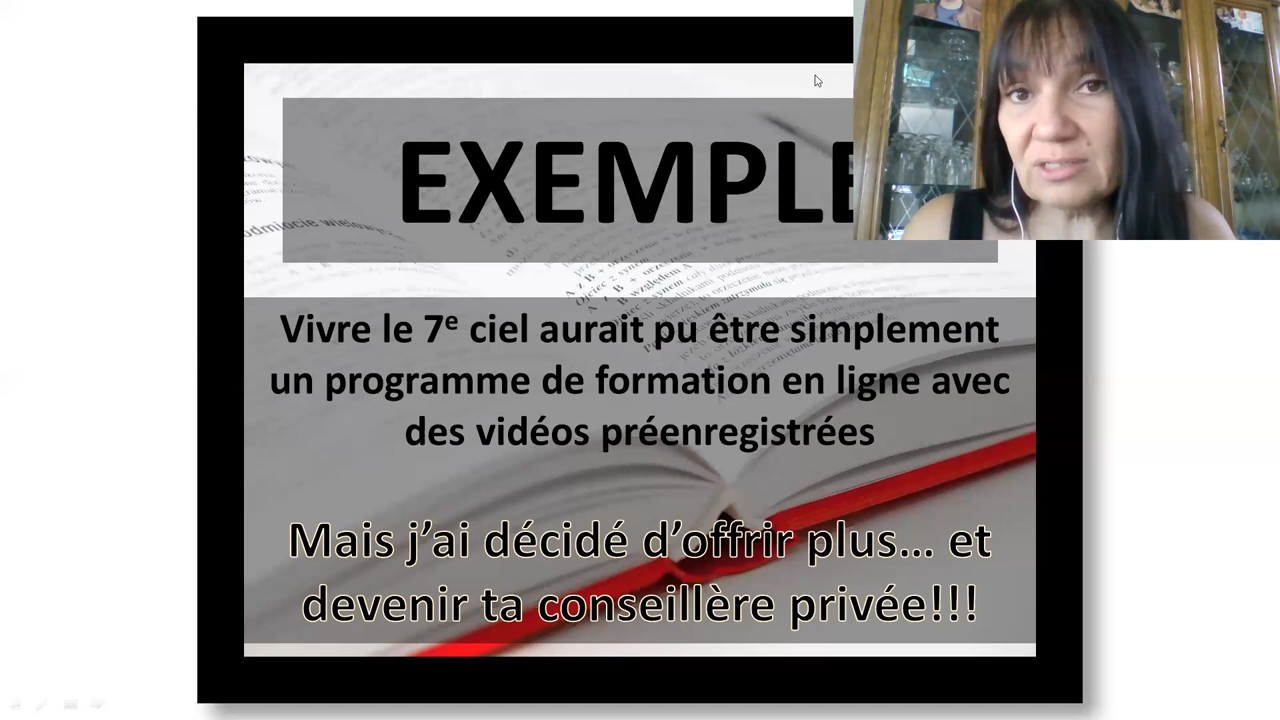 EXEMPLE
Vivre le 7e ciel aurait pu être simplement
un programme de formation en ligne avec
des vidéos préenregistrées
Mais j’ai décidé d’offrir plus… et
devenir ta conseillère privée!!!